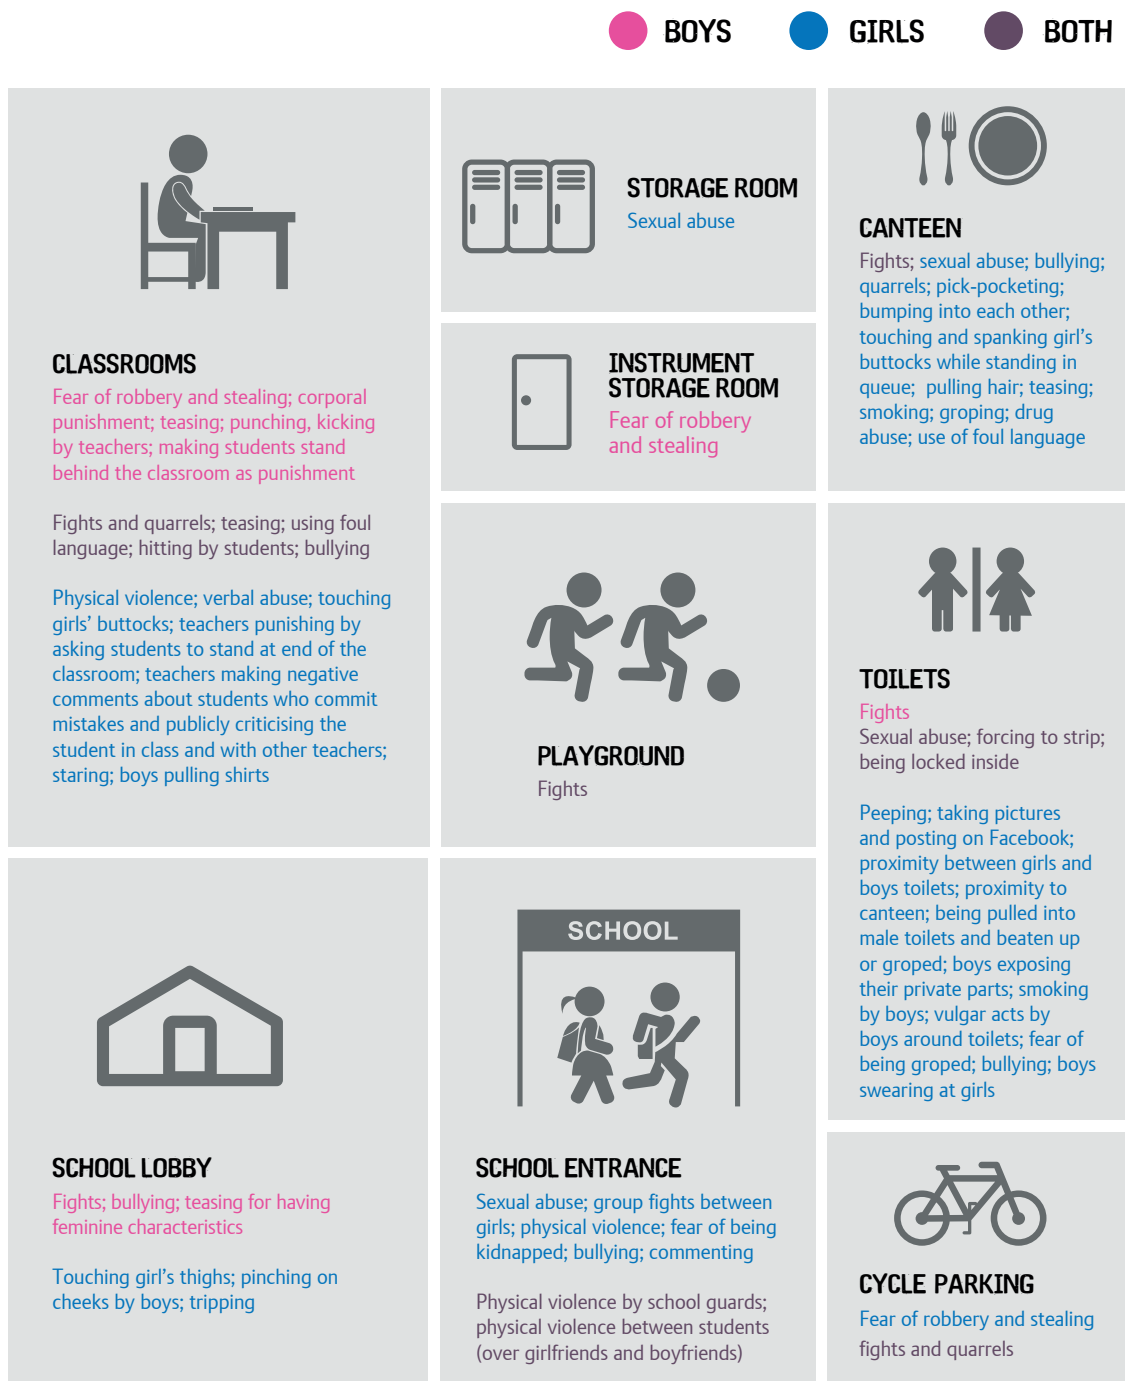 BOYS
GIRLS
BOTH
CLASSROOMS
Fear of robbery and stealing; corporal
punishment; teasing; punching, kicking
by teachers; making students stand
behind the classroom as punishment
Fights and quarrels; teasing; using foul
language; hitting by students; bullying
Physical violence; verbal abuse; touching
girls’ buttocks; teachers punishing by
asking students to stand at end of the
classroom; teachers making negative
comments about students who commit
mistakes and publicly criticising the
student in class and with other teachers;
staring; boys pulling shirts
STORAGE ROOM
Sexual abuse
INSTRUMENT
STORAGE ROOM
Fear of robbery
and stealing
CANTEEN
Fights; sexual abuse; bullying;
quarrels; pick-pocketing;
bumping into each other;
touching and spanking girl’s
buttocks while standing in
queue; pulling hair; teasing;
smoking; groping; drug
abuse; use of foul language
PLAYGROUND
Fights
TOILETS
Fights
Sexual abuse; forcing to strip;
being locked inside
Peeping; taking pictures
and posting on Facebook;
proximity between girls and
boys toilets; proximity to
canteen; being pulled into
male toilets and beaten up
or groped; boys exposing
their private parts; smoking
by boys; vulgar acts by
boys around toilets; fear of
being groped; bullying; boys
swearing at girls
SCHOOL LOBBY
Fights; bullying; teasing for having
feminine characteristics
Touching girl’s thighs; pinching on
cheeks by boys; tripping
SCHOOL
SCHOOL ENTRANCE
Sexual abuse; group fights between
girls; physical violence; fear of being
kidnapped; bullying; commenting
Physical violence by school guards;
physical violence between students
(over girlfriends and boyfriends)
CYCLE PARKING
Fear of robbery and stealing
fights and quarrels